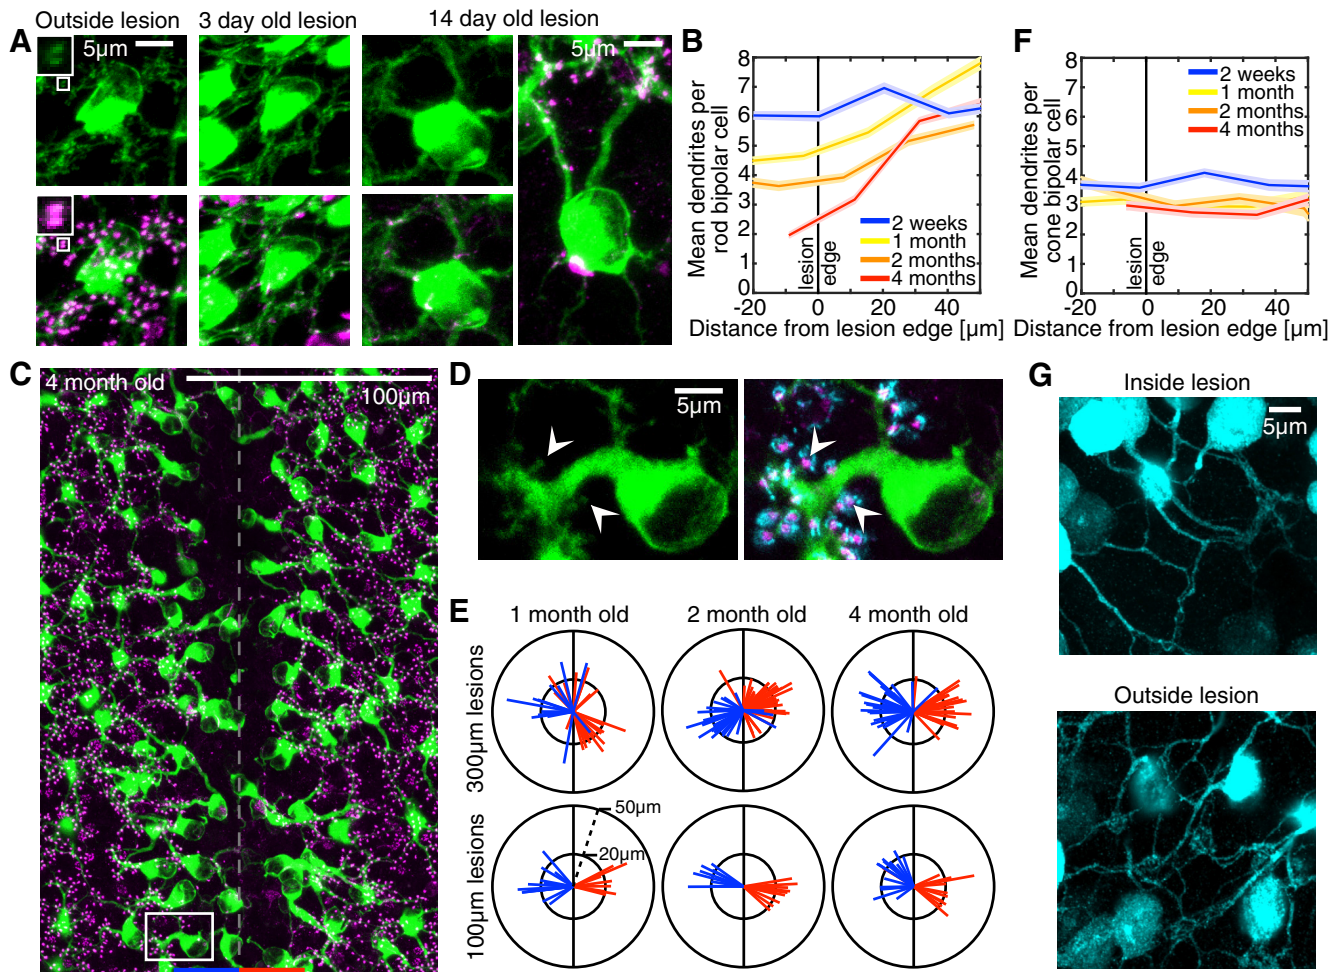 A
Outside lesion
3 day old lesion
14 day old lesion
5µm
5µm
B
Mean dendrites per
rod bipolar cell
8
7
6
5
4
3
2
1
0
lesion
edge
2 weeks
1 month
2 months
4 months
-20
0
20
40
Distance from lesion edge [µm]
F
Mean dendrites per
cone bipolar cell
8
7
6
5
4
3
2
1
0
2 weeks
1 month
2 months
4 months
lesion
edge
-20
0
20
40
Distance from lesion edge [µm]
C
4 month old
100µm
D
5µm
E
1 month old
2 month old
4 month old
300µm lesions
100µm lesions
50µm
20µm
G
Inside lesion
5µm
Outside lesion